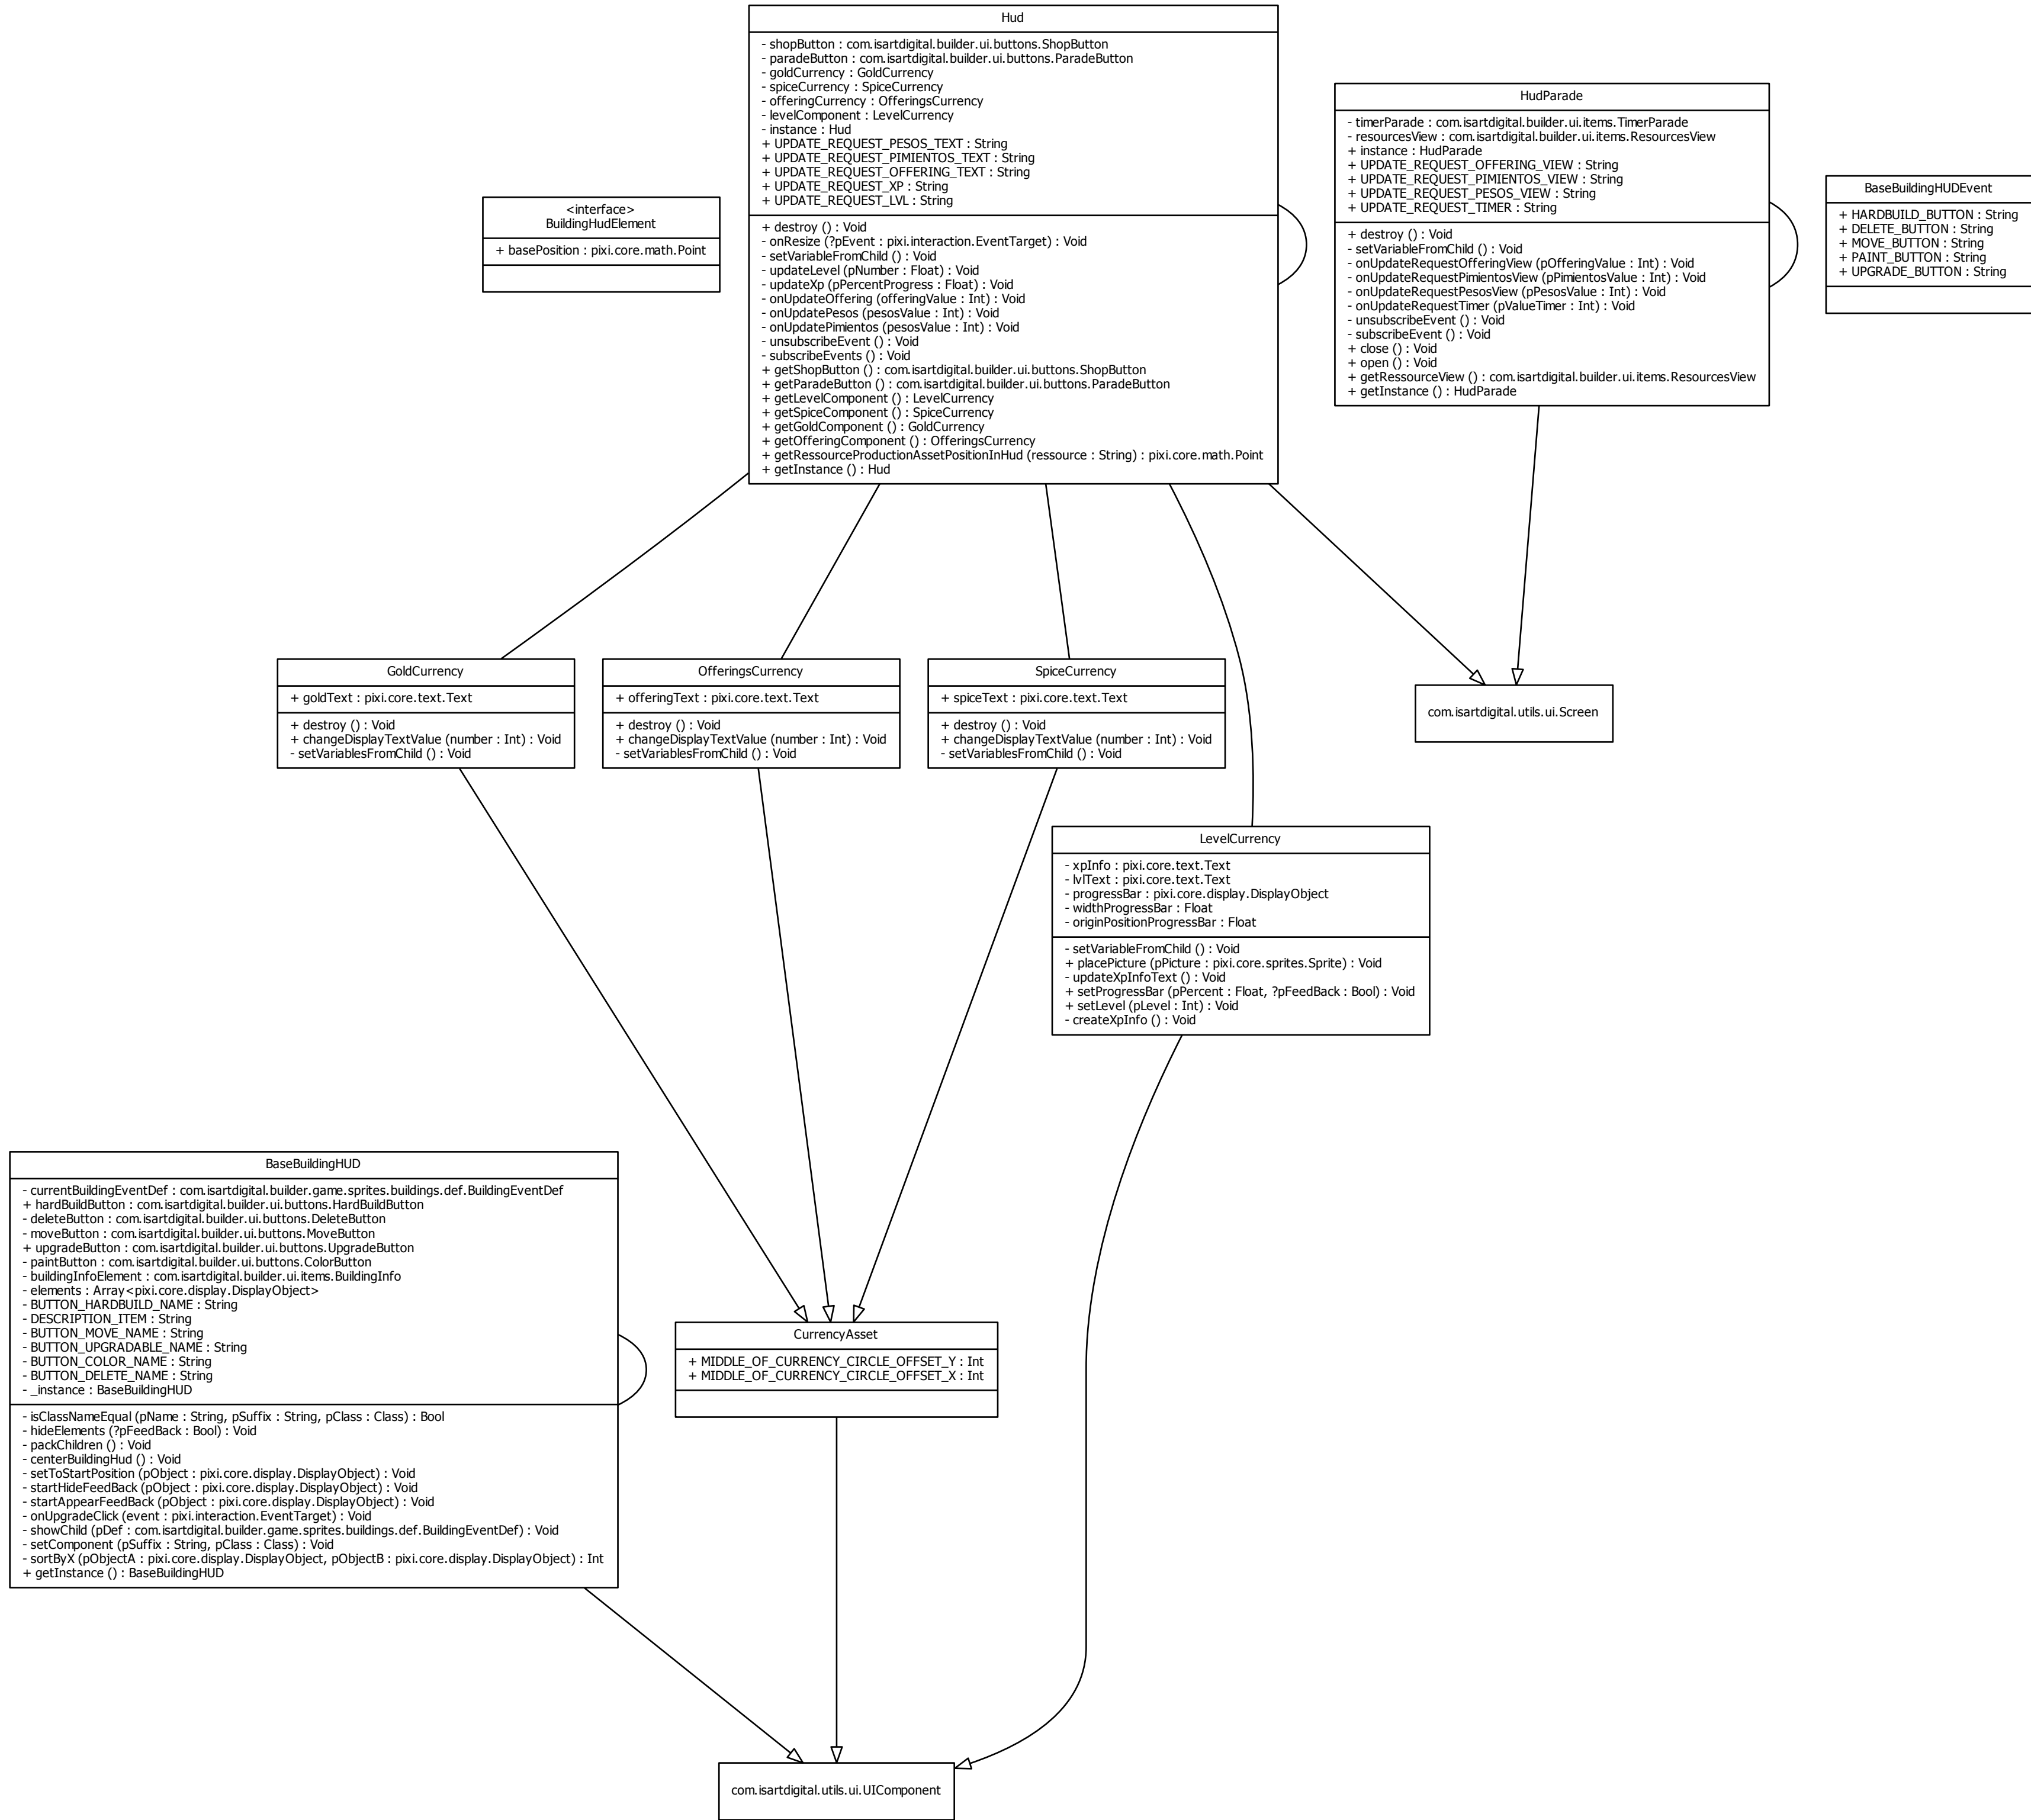 Hud
- shopButton : com.isartdigital.builder.ui.buttons.ShopButton
- paradeButton : com.isartdigital.builder.ui.buttons.ParadeButton
- goldCurrency : GoldCurrency
- spiceCurrency : SpiceCurrency
- offeringCurrency : OfferingsCurrency
- levelComponent : LevelCurrency
- instance : Hud
+ UPDATE_REQUEST_PESOS_TEXT : String
+ UPDATE_REQUEST_PIMIENTOS_TEXT : String
+ UPDATE_REQUEST_OFFERING_TEXT : String
+ UPDATE_REQUEST_XP : String
+ UPDATE_REQUEST_LVL : String
+ destroy () : Void
- onResize (?pEvent : pixi.interaction.EventTarget) : Void
- setVariableFromChild () : Void
- updateLevel (pNumber : Float) : Void
- updateXp (pPercentProgress : Float) : Void
- onUpdateOffering (offeringValue : Int) : Void
- onUpdatePesos (pesosValue : Int) : Void
- onUpdatePimientos (pesosValue : Int) : Void
- unsubscribeEvent () : Void
- subscribeEvents () : Void
+ getShopButton () : com.isartdigital.builder.ui.buttons.ShopButton
+ getParadeButton () : com.isartdigital.builder.ui.buttons.ParadeButton
+ getLevelComponent () : LevelCurrency
+ getSpiceComponent () : SpiceCurrency
+ getGoldComponent () : GoldCurrency
+ getOfferingComponent () : OfferingsCurrency
+ getRessourceProductionAssetPositionInHud (ressource : String) : pixi.core.math.Point
+ getInstance () : Hud
HudParade
- timerParade : com.isartdigital.builder.ui.items.TimerParade
- resourcesView : com.isartdigital.builder.ui.items.ResourcesView
+ instance : HudParade
+ UPDATE_REQUEST_OFFERING_VIEW : String
+ UPDATE_REQUEST_PIMIENTOS_VIEW : String
+ UPDATE_REQUEST_PESOS_VIEW : String
+ UPDATE_REQUEST_TIMER : String
+ destroy () : Void
- setVariableFromChild () : Void
- onUpdateRequestOfferingView (pOfferingValue : Int) : Void
- onUpdateRequestPimientosView (pPimientosValue : Int) : Void
- onUpdateRequestPesosView (pPesosValue : Int) : Void
- onUpdateRequestTimer (pValueTimer : Int) : Void
- unsubscribeEvent () : Void
- subscribeEvent () : Void
+ close () : Void
+ open () : Void
+ getRessourceView () : com.isartdigital.builder.ui.items.ResourcesView
+ getInstance () : HudParade
BaseBuildingHUDEvent
+ HARDBUILD_BUTTON : String
+ DELETE_BUTTON : String
+ MOVE_BUTTON : String
+ PAINT_BUTTON : String
+ UPGRADE_BUTTON : String
<interface>
BuildingHudElement
+ basePosition : pixi.core.math.Point
GoldCurrency
+ goldText : pixi.core.text.Text
+ destroy () : Void
+ changeDisplayTextValue (number : Int) : Void
- setVariablesFromChild () : Void
OfferingsCurrency
+ offeringText : pixi.core.text.Text
+ destroy () : Void
+ changeDisplayTextValue (number : Int) : Void
- setVariablesFromChild () : Void
SpiceCurrency
+ spiceText : pixi.core.text.Text
+ destroy () : Void
+ changeDisplayTextValue (number : Int) : Void
- setVariablesFromChild () : Void
com.isartdigital.utils.ui.Screen
LevelCurrency
- xpInfo : pixi.core.text.Text
- lvlText : pixi.core.text.Text
- progressBar : pixi.core.display.DisplayObject
- widthProgressBar : Float
- originPositionProgressBar : Float
- setVariableFromChild () : Void
+ placePicture (pPicture : pixi.core.sprites.Sprite) : Void
- updateXpInfoText () : Void
+ setProgressBar (pPercent : Float, ?pFeedBack : Bool) : Void
+ setLevel (pLevel : Int) : Void
- createXpInfo () : Void
BaseBuildingHUD
- currentBuildingEventDef : com.isartdigital.builder.game.sprites.buildings.def.BuildingEventDef
+ hardBuildButton : com.isartdigital.builder.ui.buttons.HardBuildButton
- deleteButton : com.isartdigital.builder.ui.buttons.DeleteButton
- moveButton : com.isartdigital.builder.ui.buttons.MoveButton
+ upgradeButton : com.isartdigital.builder.ui.buttons.UpgradeButton
- paintButton : com.isartdigital.builder.ui.buttons.ColorButton
- buildingInfoElement : com.isartdigital.builder.ui.items.BuildingInfo
- elements : Array<pixi.core.display.DisplayObject>
- BUTTON_HARDBUILD_NAME : String
- DESCRIPTION_ITEM : String
- BUTTON_MOVE_NAME : String
- BUTTON_UPGRADABLE_NAME : String
- BUTTON_COLOR_NAME : String
- BUTTON_DELETE_NAME : String
- _instance : BaseBuildingHUD
- isClassNameEqual (pName : String, pSuffix : String, pClass : Class) : Bool
- hideElements (?pFeedBack : Bool) : Void
- packChildren () : Void
- centerBuildingHud () : Void
- setToStartPosition (pObject : pixi.core.display.DisplayObject) : Void
- startHideFeedBack (pObject : pixi.core.display.DisplayObject) : Void
- startAppearFeedBack (pObject : pixi.core.display.DisplayObject) : Void
- onUpgradeClick (event : pixi.interaction.EventTarget) : Void
- showChild (pDef : com.isartdigital.builder.game.sprites.buildings.def.BuildingEventDef) : Void
- setComponent (pSuffix : String, pClass : Class) : Void
- sortByX (pObjectA : pixi.core.display.DisplayObject, pObjectB : pixi.core.display.DisplayObject) : Int
+ getInstance () : BaseBuildingHUD
CurrencyAsset
+ MIDDLE_OF_CURRENCY_CIRCLE_OFFSET_Y : Int
+ MIDDLE_OF_CURRENCY_CIRCLE_OFFSET_X : Int
com.isartdigital.utils.ui.UIComponent